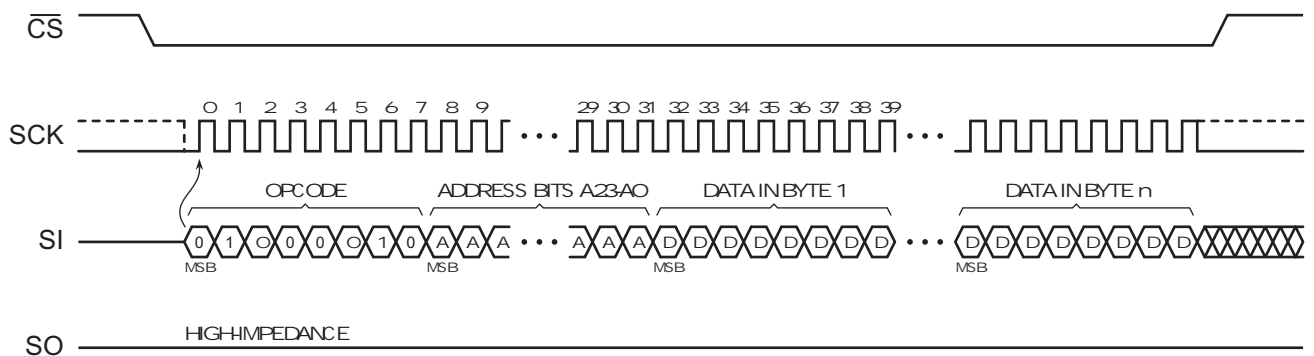 CS
0 1 2 3 4 5 6 7 8 9 29 30 31 32 33 34 35 36 37 38 39
SCK • • • • • •
OPCODE ADDRESS BITS A23-A0 DATA IN BYTE 1 DATA IN BYTE n
SI 0 1 0 0 0 0 1 0 A A A • • • A A A D D D D D D D D • • • D D D D D D D D
MSB MSB MSB MSB
HIGH-IMPEDANCE
SO